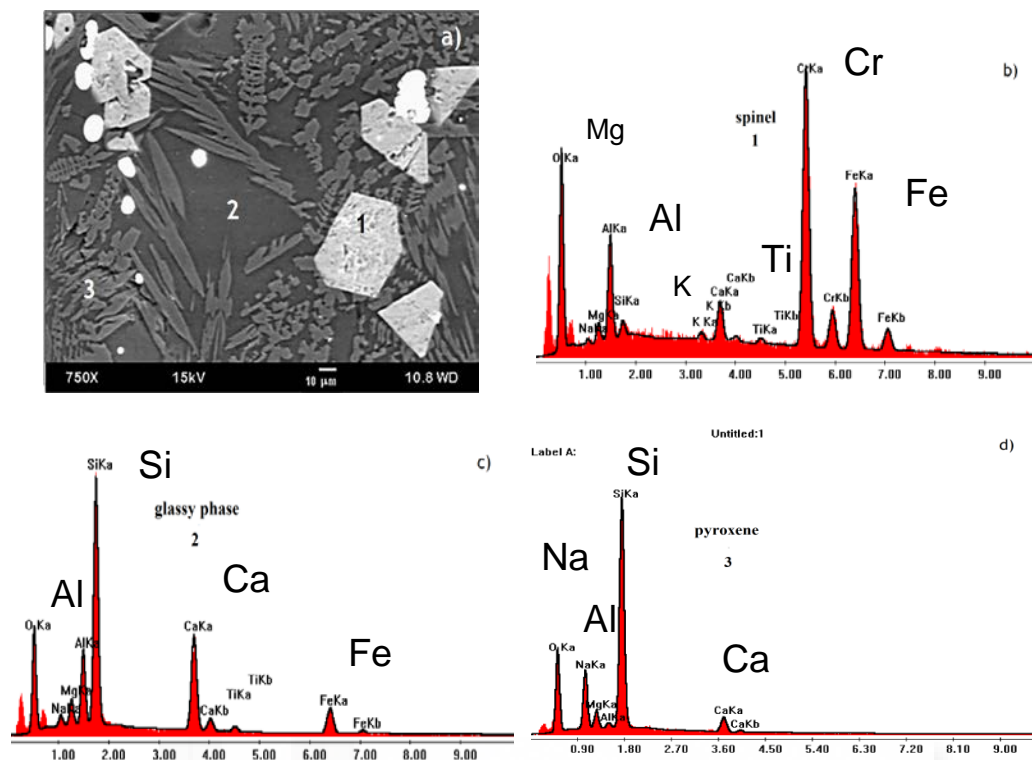 a)
2
1
3
750X 15kV 10 µm 10.8 WD
b)
Cr
CrKa
spinel
1
Mg
O Ka
FeKa
Fe
AlKa
Al
Ti
K
CaKb
CaKa
K Kb
SiKa
MgKa
NaKa
K Ka
TiKa
TiKb
CrKb
FeKb
1.00 2.00 3.00 4.00 5.00 6.00 7.00 8.00 9.00
c)
SiKa
Si
glassy phase
2
Al
Ca
O Ka
AlKa
CaKa
MgKa
NaKa
Fe
TiKb
TiKa
CaKb
FeKa
FeKb
1.00 2.00 3.00 4.00 5.00 6.00 7.00 8.00 9.00
Untitled:1
Label A:
d)
Si
SiKa
pyroxene
3
Na
Al
O Ka
NaKa
MgKa
AlKa
Ca
CaKa
CaKb
0.90 1.80 2.70 3.60 4.50 5.40 6.30 7.20 8.10 9.00